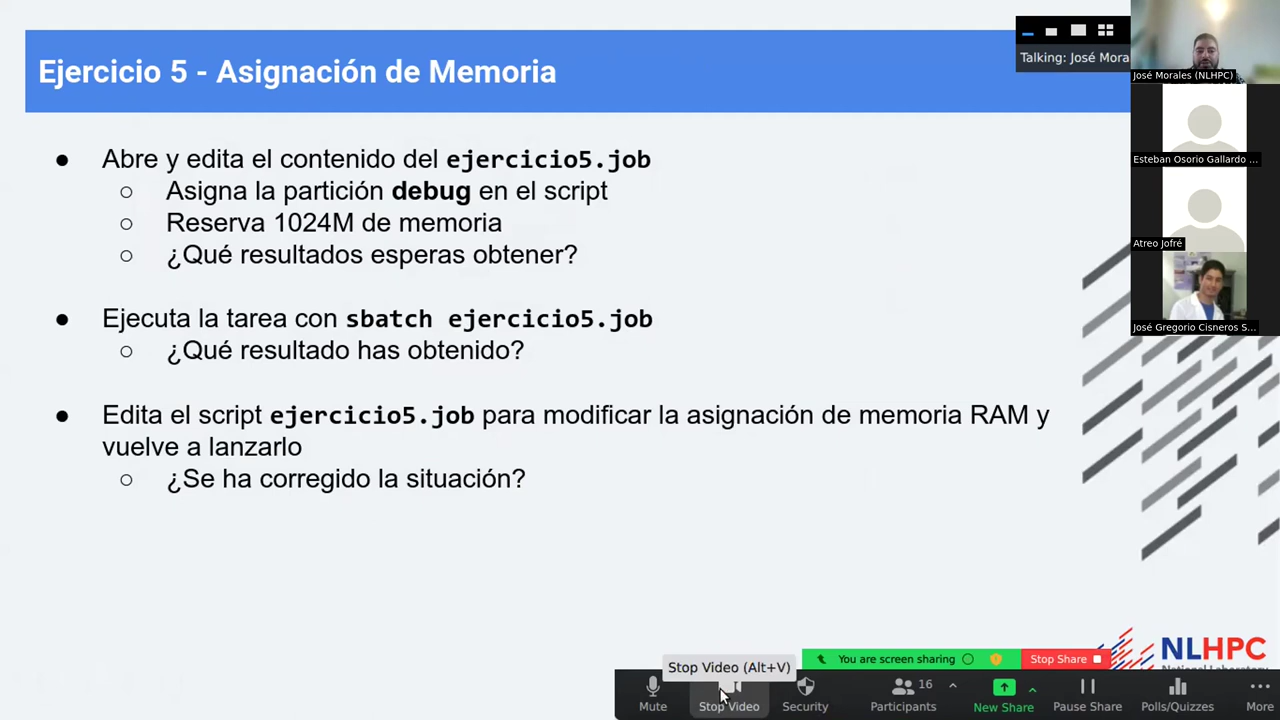 Ejercicio 5 - Asignación de Memoria
Talking: José Mora
José Morales (NLHPC)
Esteban Osorio Gallardo ...
Atreo Jofré
José Gregorio Cisneros S...
● Abre y edita el contenido del ejercicio5.job
○ Asigna la partición debug en el script
○ Reserva 1024M de memoria
○ ¿Qué resultados esperas obtener?
● Ejecuta la tarea con sbatch ejercicio5.job
○ ¿Qué resultado has obtenido?
● Edita el script ejercicio5.job para modificar la asignación de memoria RAM y
vuelve a lanzarlo
○ ¿Se ha corregido la situación?
NLHPC
National Laboratory
Stop Video (Alt+V)
You are screen sharing
Stop Share
Mute
Stop Video
Security
16
Participants
New Share
Pause Share
Polls/Quizzes
More